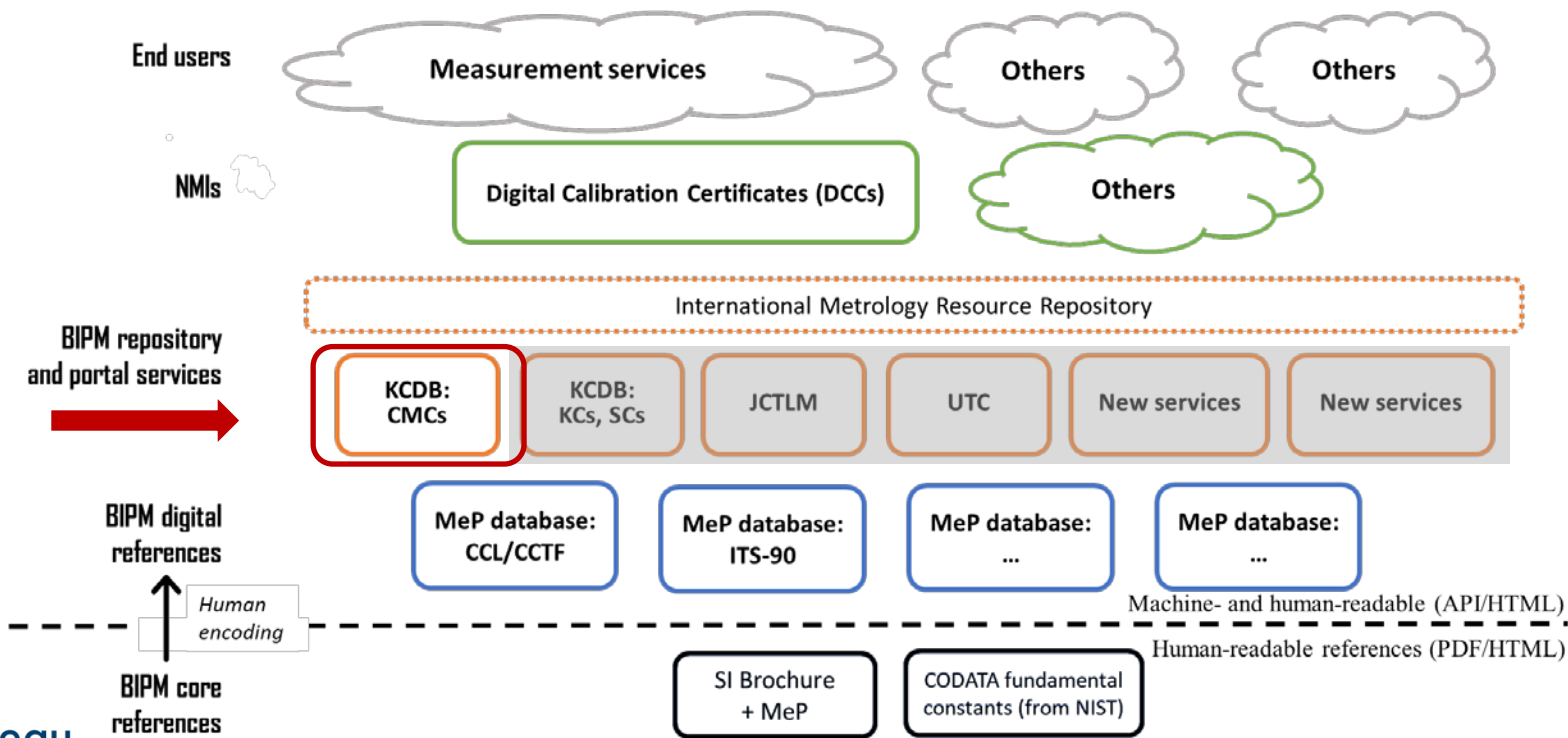 End users
Measurement services
Others
Others
NMIs
Digital Calibration Certificates (DCCs)
Others
International Metrology Resource Repository
BIPM repository
and portal services
KCDB:
CMCs
KCDB:
KCs, SCs
JCTLM
UTC
New services
New services
BIPM digital
references
MeP database:
CCL/CCTF
MeP database:
ITS-90
MeP database:
...
MeP database:
...
Human
encoding
Machine- and human-readable (API/HTML)
Human-readable references (PDF/HTML)
BIPM core
references
SI Brochure
+ MeP
CODATA fundamental
constants (from NIST)